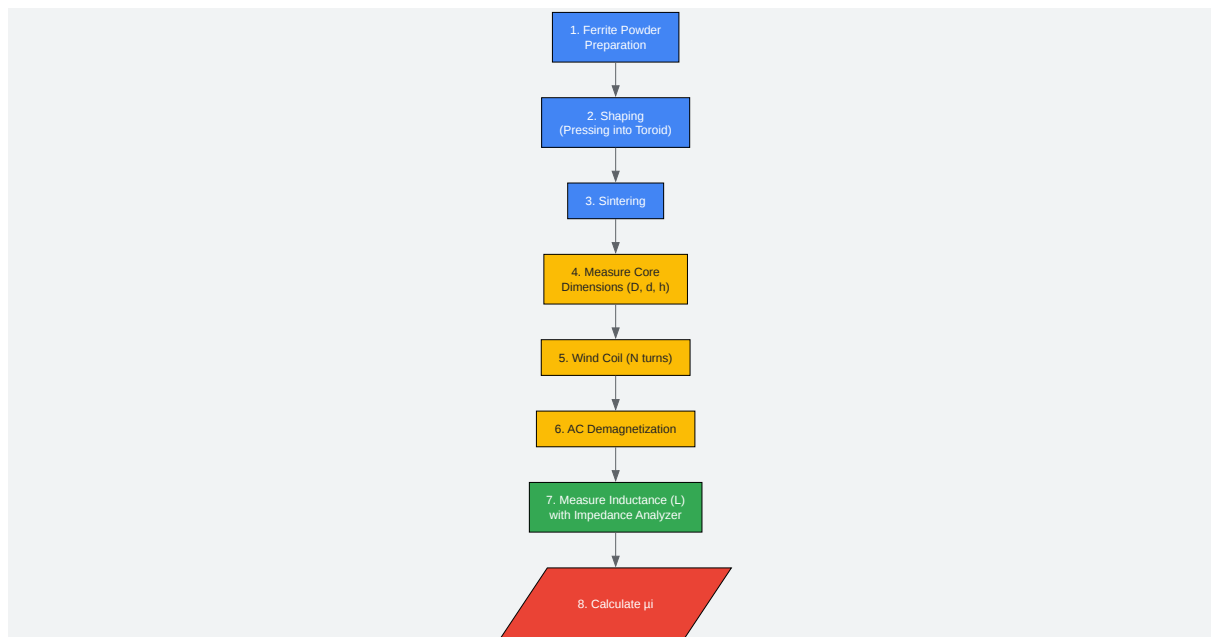 1. Ferrite Powder
Preparation
2. Shaping
(Pressing into Toroid)
3. Sintering
4. Measure Core
Dimensions (D, d, h)
5. Wind Coil (N turns)
6. AC Demagnetization
7. Measure Inductance (L)
with Impedance Analyzer
8. Calculate µi